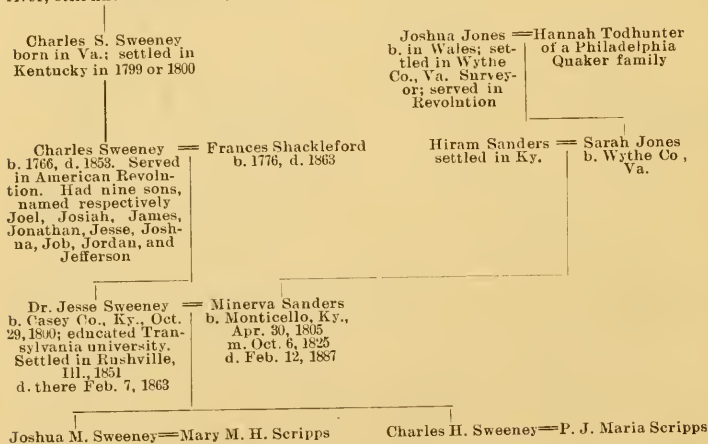 Charles S. Sweeney
born in Va.; settled in
Kentucky in 1799 or 1800
Joshua Jones = Hannah Todhunter
b. in Wales; set-
tled in Wythe
Co., Va. Survey-
or; served in
Revolution
of a Philadelphia
Quaker family
Charles Sweeney = Frances Shackleford
b. 1766, d. 1853. Served
in American Revolu-
tion. Had nine sons,
named respectively
Joel, Josiah, James,
Jonathan, Jesse, Josh-
ua, Job, Jordan, and
Jefferson
b. 1776, d. 1863
Hiram Sanders = Sarah Jones
settled in Ky.
b. Wythe Co,
Va.
Dr. Jesse Sweeney = Minerva Sanders
b. Casey Co., Ky., Oct.
29, 1800; educated Tran-
sylvania university.
Settled in Rushville,
Ill., 1851
d. there Feb. 7, 1863
b. Monticello, Ky.,
Apr. 30, 1805
m. Oct. 6, 1825
d. Feb. 12, 1887
Joshua M. Sweeney=Mary M. H. Scripps
Charles H. Sweeney=P. J. Maria Scripps